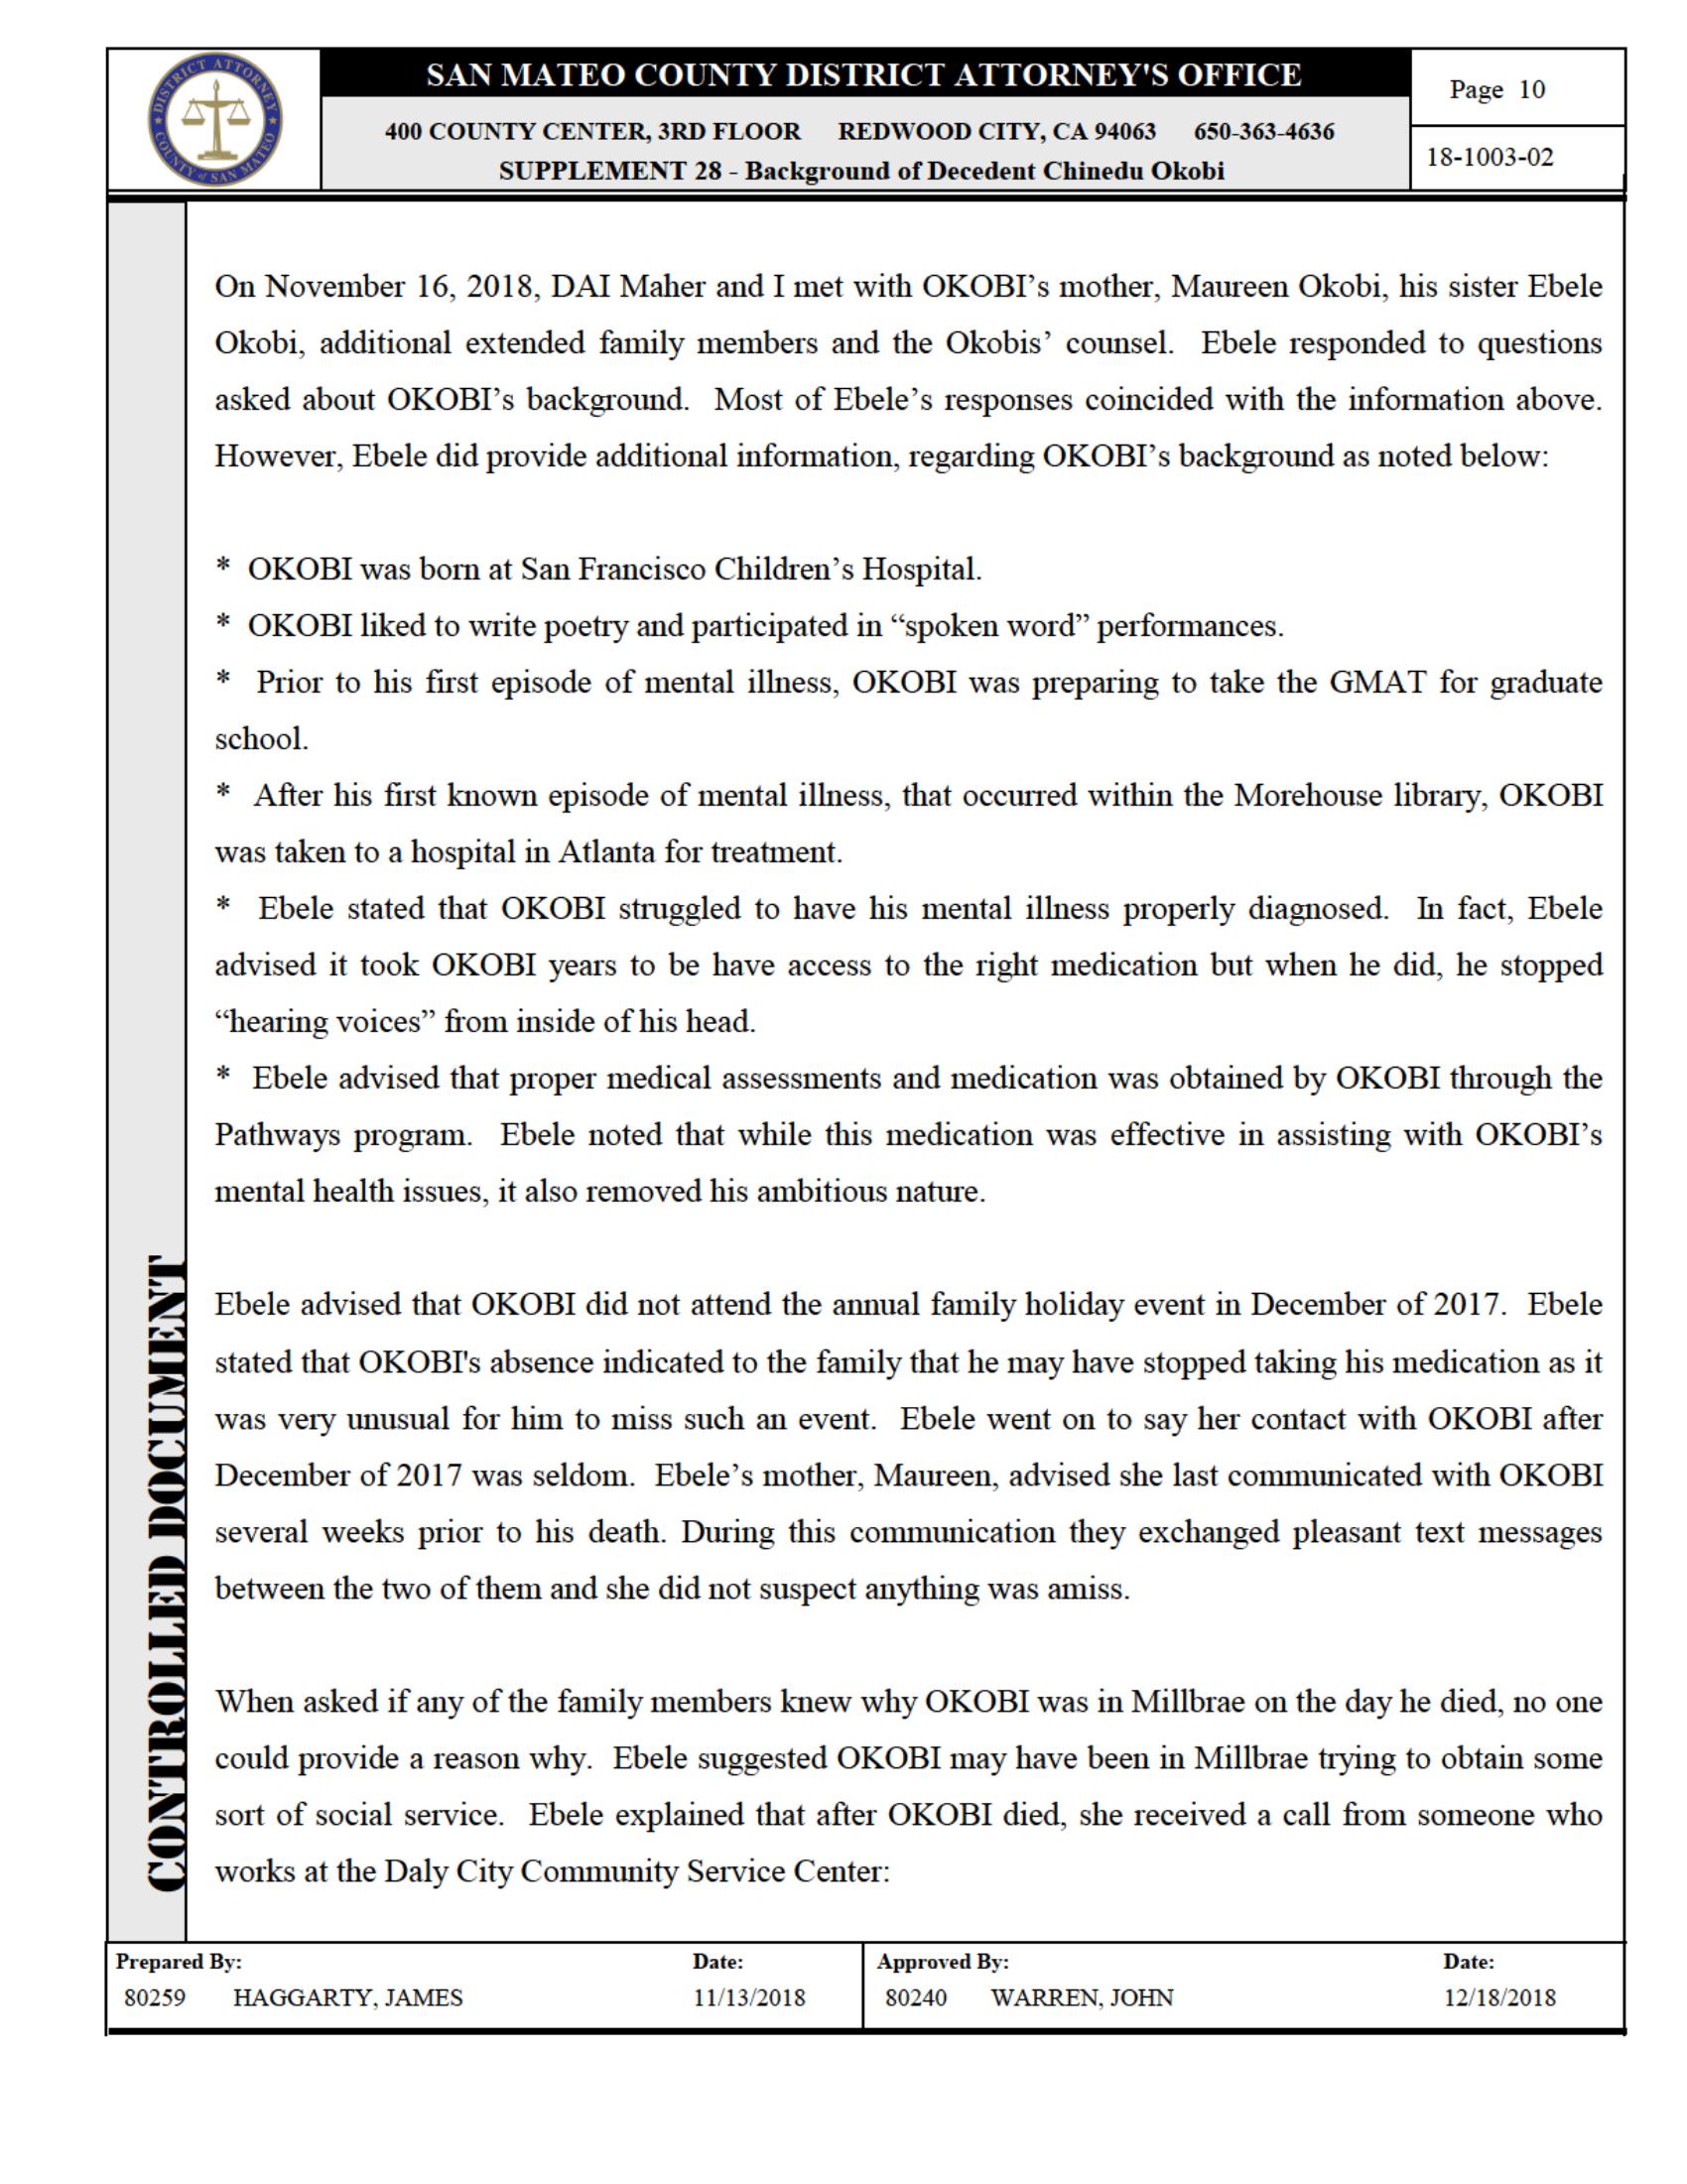 DISTRICT ATTORNEY
COUNTY of SAN MATEO
SAN MATEO COUNTY DISTRICT ATTORNEY'S OFFICE
400 COUNTY CENTER, 3RD FLOOR REDWOOD CITY, CA 94063 650-363-4636
SUPPLEMENT 28 - Background of Decedent Chinedu Okobi
Page 10
18-1003-02
On November 16, 2018, DAI Maher and I met with OKOBI’s mother, Maureen Okobi, his sister Ebele
Okobi, additional extended family members and the Okobis’ counsel. Ebele responded to questions
asked about OKOBI’s background. Most of Ebele’s responses coincided with the information above.
However, Ebele did provide additional information, regarding OKOBI’s background as noted below:
* OKOBI was born at San Francisco Children’s Hospital.
* OKOBI liked to write poetry and participated in “spoken word” performances.
* Prior to his first episode of mental illness, OKOBI was preparing to take the GMAT for graduate
school.
* After his first known episode of mental illness, that occurred within the Morehouse library, OKOBI
was taken to a hospital in Atlanta for treatment.
* Ebele stated that OKOBI struggled to have his mental illness properly diagnosed. In fact, Ebele
advised it took OKOBI years to be have access to the right medication but when he did, he stopped
“hearing voices” from inside of his head.
* Ebele advised that proper medical assessments and medication was obtained by OKOBI through the
Pathways program. Ebele noted that while this medication was effective in assisting with OKOBI’s
mental health issues, it also removed his ambitious nature.
Ebele advised that OKOBI did not attend the annual family holiday event in December of 2017. Ebele
stated that OKOBI's absence indicated to the family that he may have stopped taking his medication as it
was very unusual for him to miss such an event. Ebele went on to say her contact with OKOBI after
December of 2017 was seldom. Ebele’s mother, Maureen, advised she last communicated with OKOBI
several weeks prior to his death. During this communication they exchanged pleasant text messages
between the two of them and she did not suspect anything was amiss.
When asked if any of the family members knew why OKOBI was in Millbrae on the day he died, no one
could provide a reason why. Ebele suggested OKOBI may have been in Millbrae trying to obtain some
sort of social service. Ebele explained that after OKOBI died, she received a call from someone who
works at the Daly City Community Service Center:
CONTROLLED DOCUMENT
Prepared By: Date: Approved By: Date:
80259 HAGGARTY, JAMES 11/13/2018 80240 WARREN, JOHN 12/18/2018